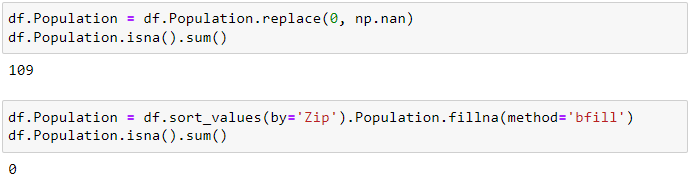 df.Population = df.Population.replace(0, np.nan)
df.Population.isna().sum()
109
df.Population = df.sort_values(by='Zip').Population.fillna(method='bfill')
df.Population.isna().sum()
0